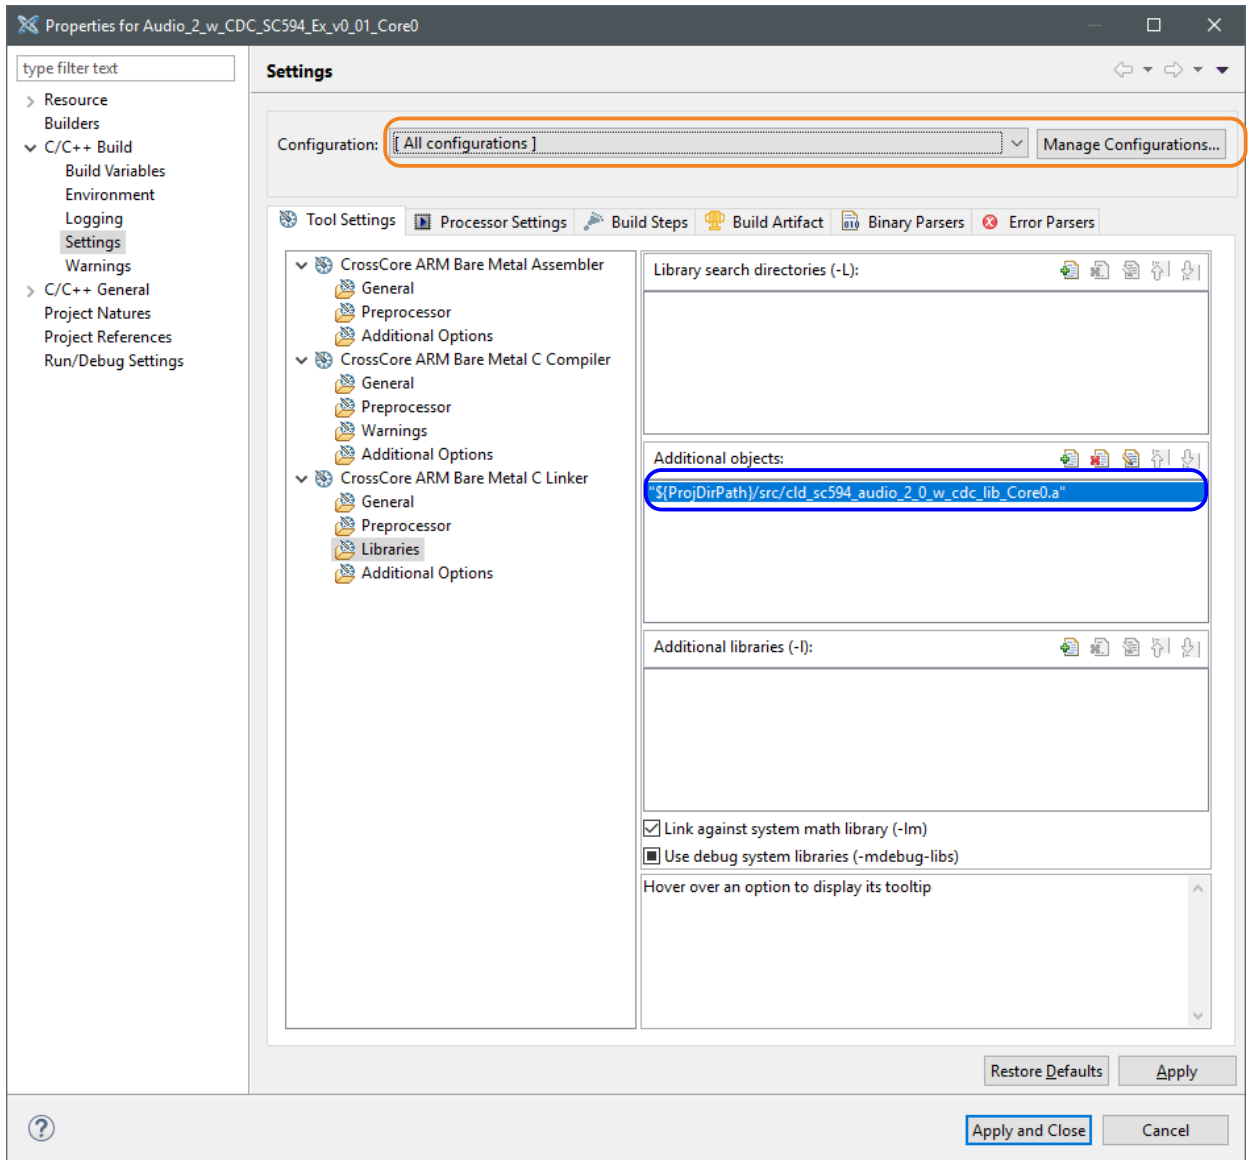 Properties for Audio_2_w_CDC_SC594_Ex_v0_01_Core0
type filter text
Resource
Builders
C/C++ Build
Build Variables
Environment
Logging
Settings
Warnings
C/C++ General
Project Natures
Project References
Run/Debug Settings
Settings
Configuration: [ All configurations ] Manage Configurations...
Tool Settings Processor Settings Build Steps Build Artifact Binary Parsers Error Parsers
CrossCore ARM Bare Metal Assembler
General
Preprocessor
Additional Options
CrossCore ARM Bare Metal C Compiler
General
Preprocessor
Warnings
Additional Options
CrossCore ARM Bare Metal C Linker
General
Preprocessor
Libraries
Additional Options
Library search directories (-L):
Additional objects:
"${ProjDirPath}/src/cld_sc594_audio_2_0_w_cdc_lib_Core0.a"
Additional libraries (-l):
Link against system math library (-lm)
Use debug system libraries (-mdebug-libs)
Hover over an option to display its tooltip
Restore Defaults Apply
Apply and Close Cancel